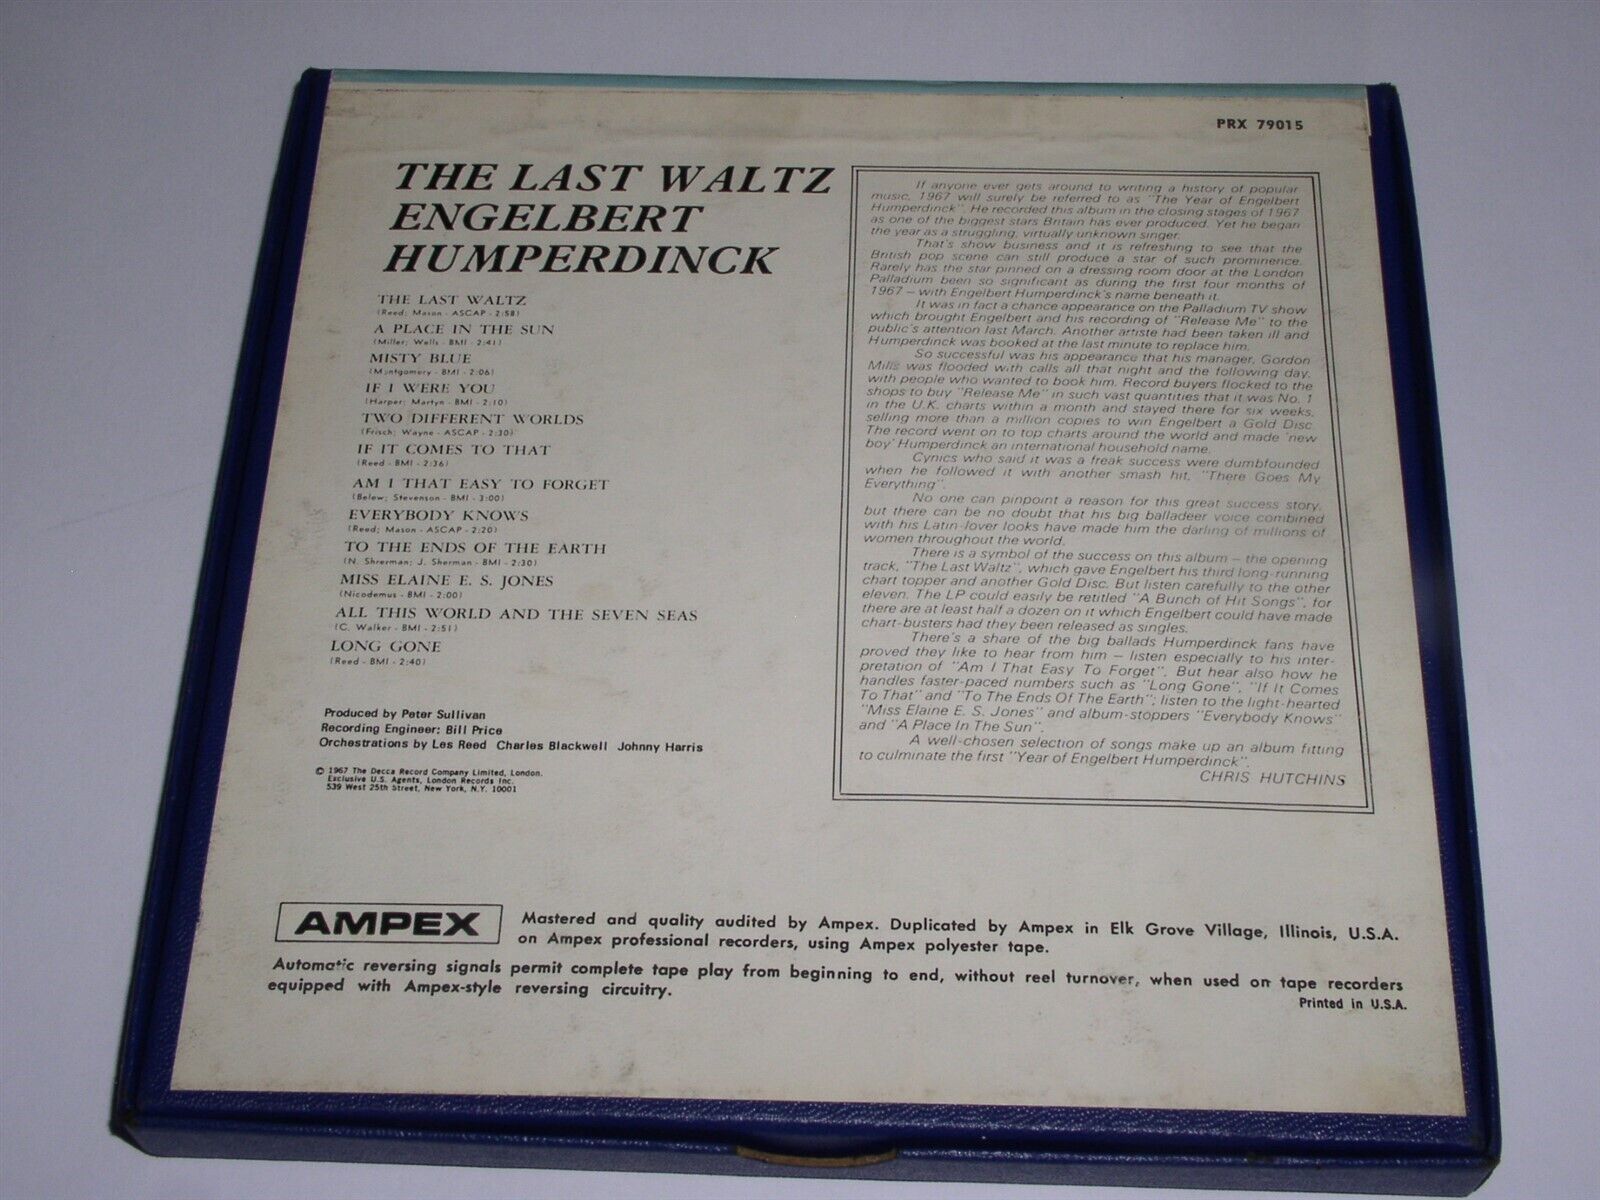 PRX 79015
THE LAST WALTZ
ENGELBERT
HUMPERDINCK
THE LAST WALTZ
(Reed; Mason - ASCAP - 2:58)
A PLACE IN THE SUN
(Miller; Wells - BMI - 2:41)
MISTY BLUE
(Montgomery - BMI - 2:06)
IF I WERE YOU
(Harper; Martyn - BMI - 2:10)
TWO DIFFERENT WORLDS
(Frisch; Wayne - ASCAP - 2:30)
IF IT COMES TO THAT
(Reed - BMI - 2:36)
AM I THAT EASY TO FORGET
(Belew; Stevenson - BMI - 3:00)
EVERYBODY KNOWS
(Reed; Mason - ASCAP - 2:20)
TO THE ENDS OF THE EARTH
(N. Shrerman; J. Sherman - BMI - 2:30)
MISS ELAINE E. S. JONES
(Nicodemus - BMI - 2:00)
ALL THIS WORLD AND THE SEVEN SEAS
(C. Walker - BMI - 2:51)
LONG GONE
(Reed - BMI - 2:40)
Produced by Peter Sullivan
Recording Engineer: Bill Price
Orchestrations by Les Reed Charles Blackwell Johnny Harris
© 1967 The Decca Record Company Limited, London.
Exclusive U.S. Agents, London Records Inc.
539 West 25th Street, New York, N.Y. 10001
If anyone ever gets around to writing a history of popular
music, 1967 will surely be referred to as "The Year of Engelbert
Humperdinck". He recorded this album in the closing stages of 1967
as one of the biggest stars Britain has ever produced. Yet he began
the year as a struggling, virtually unknown singer.
That's show business and it is refreshing to see that the
British pop scene can still produce a star of such prominence.
Rarely has the star pinned on a dressing room door at the London
Palladium been so significant as during the first four months of
1967 – with Engelbert Humperdinck's name beneath it.
It was in fact a chance appearance on the Palladium TV show
which brought Engelbert and his recording of "Release Me" to the
public's attention last March. Another artiste had been taken ill and
Humperdinck was booked at the last minute to replace him.
So successful was his appearance that his manager, Gordon
Mills was flooded with calls all that night and the following day,
with people who wanted to book him. Record buyers flocked to the
shops to buy "Release Me" in such vast quantities that it was No. 1
in the U.K. charts within a month and stayed there for six weeks,
selling more than a million copies to win Engelbert a Gold Disc.
The record went on to top charts around the world and made 'new
boy' Humperdinck an international household name.
Cynics who said it was a freak success were dumbfounded
when he followed it with another smash hit, "There Goes My
Everything".
No one can pinpoint a reason for this great success story,
but there can be no doubt that his big balladeer voice combined
with his Latin-lover looks have made him the darling of millions of
women throughout the world.
There is a symbol of the success on this album – the opening
track, "The Last Waltz", which gave Engelbert his third long-running
chart topper and another Gold Disc. But listen carefully to the other
eleven. The LP could easily be retitled "A Bunch of Hit Songs", for
there are at least half a dozen on it which Engelbert could have made
chart-busters had they been released as singles.
There's a share of the big ballads Humperdinck fans have
proved they like to hear from him – listen especially to his inter-
pretation of "Am I That Easy To Forget". But hear also how he
handles faster-paced numbers such as "Long Gone", "If It Comes
To That" and "To The Ends Of The Earth"; listen to the light-hearted
"Miss Elaine E. S. Jones" and album-stoppers "Everybody Knows"
and "A Place In The Sun".
A well-chosen selection of songs make up an album fitting
to culminate the first "Year of Engelbert Humperdinck".
CHRIS HUTCHINS
AMPEX
Mastered and quality audited by Ampex. Duplicated by Ampex in Elk Grove Village, Illinois, U.S.A.
on Ampex professional recorders, using Ampex polyester tape.
Automatic reversing signals permit complete tape play from beginning to end, without reel turnover, when used on tape recorders
equipped with Ampex-style reversing circuitry.
Printed in U.S.A.